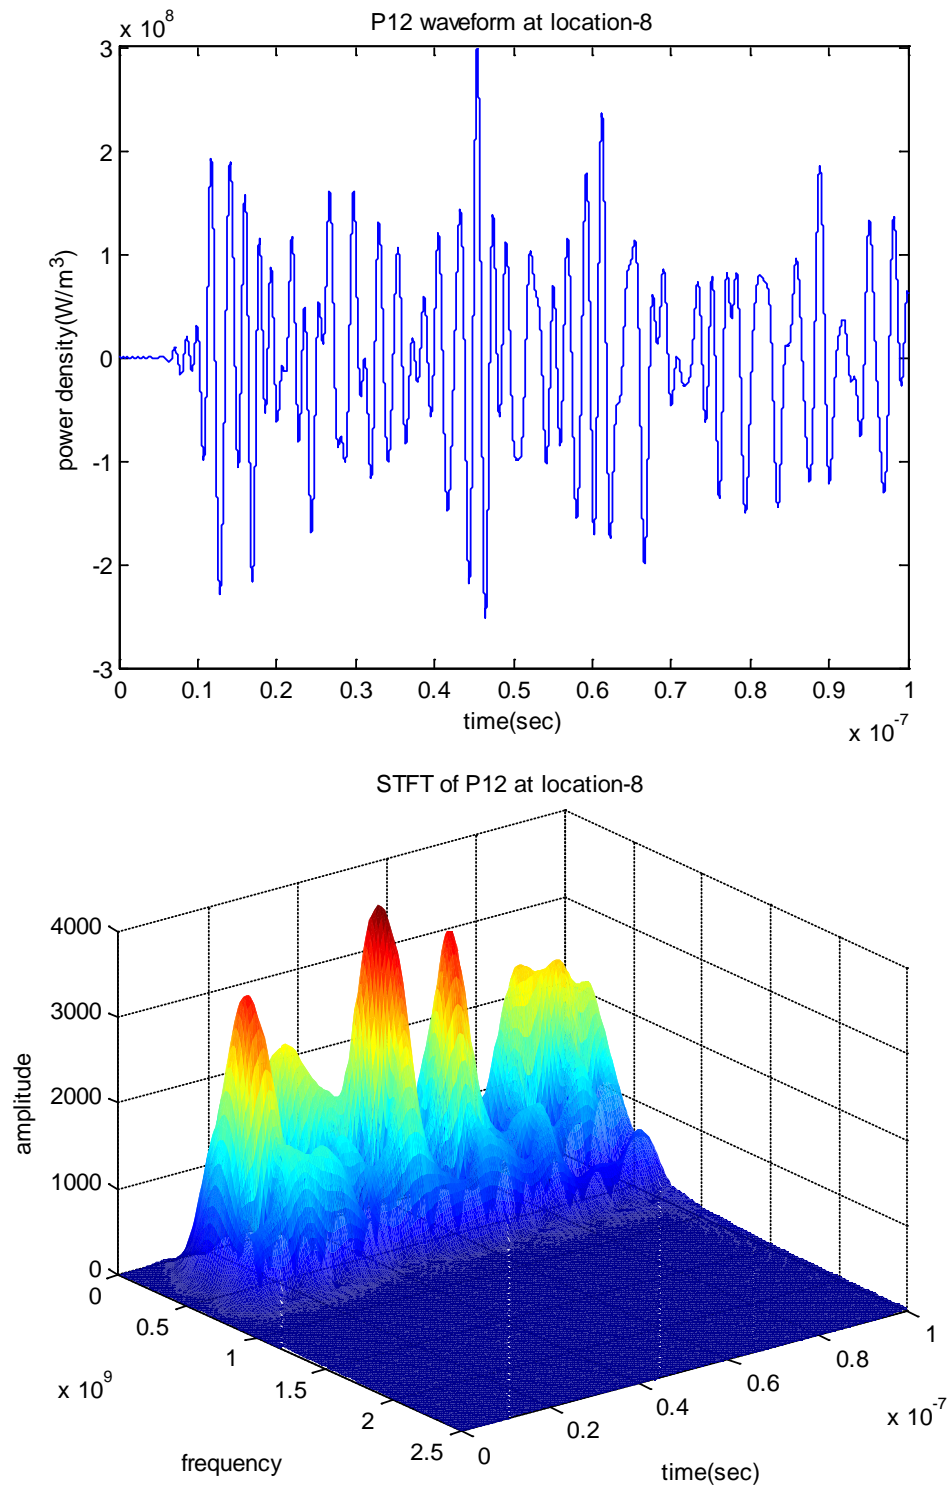 P12 waveform at location-8
x 10^8
3
2
1
0
-1
-2
-3
power density(W/m^3)
0 0.1 0.2 0.3 0.4 0.5 0.6 0.7 0.8 0.9 1
time(sec)
x 10^-7
STFT of P12 at location-8
4000
3000
2000
1000
0
amplitude
0
0.5
1
1.5
2
2.5
x 10^9
frequency
0
0.2
0.4
0.6
0.8
1
x 10^-7
time(sec)